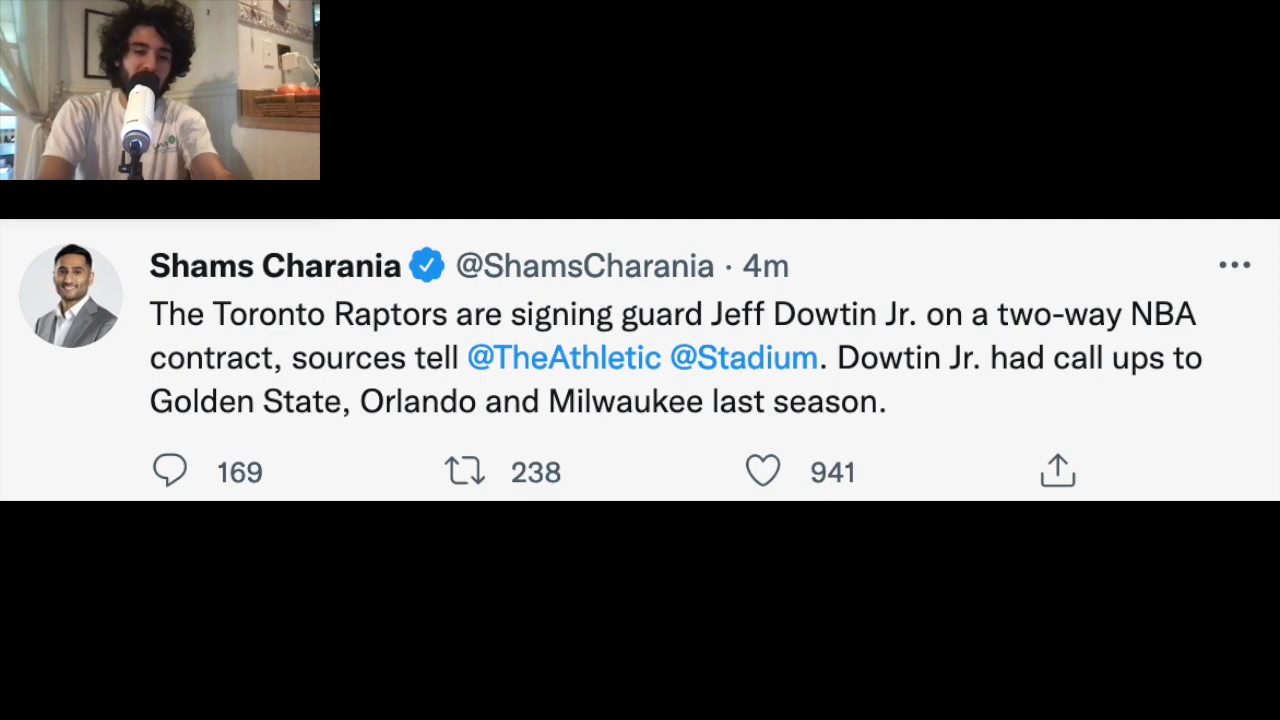 Shams Charania @ShamsCharania · 4m
The Toronto Raptors are signing guard Jeff Dowtin Jr. on a two-way NBA
contract, sources tell @TheAthletic @Stadium. Dowtin Jr. had call ups to
Golden State, Orlando and Milwaukee last season.
169 238 941